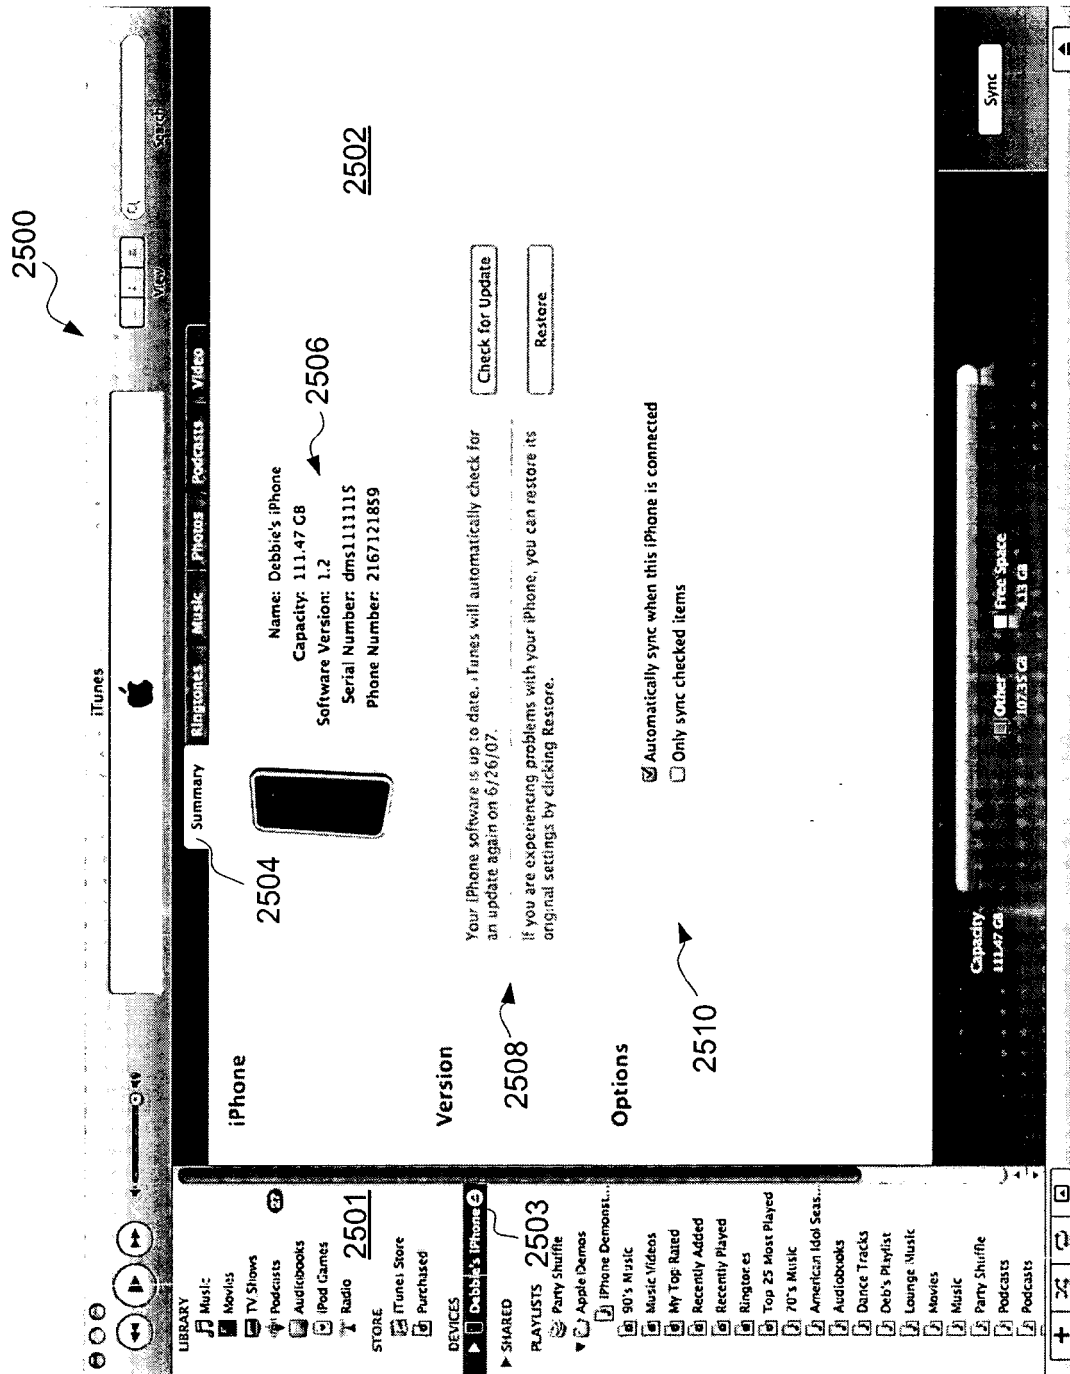 2500
iTunes
View
Search
LIBRARY
Music
Movies
TV Shows
Podcasts 27
Audiobooks
iPod Games
Radio
2501
STORE
iTunes Store
Purchased
DEVICES
Debbie's iPhone
2503
SHARED
PLAYLISTS
Party Shuffle
Apple Demos
iPhone Demonst...
90's Music
Music Videos
My Top Rated
Recently Added
Recently Played
Ringtones
Top 25 Most Played
70's Music
American Idol Seas...
Audiobooks
Dance Tracks
Deb's Playlist
Lounge Music
Movies
Music
Party Shuffle
Podcasts
Podcasts
Summary Ringtones Music Photos Podcasts Video
2504
iPhone
Name: Debbie's iPhone
Capacity: 111.47 GB
Software Version: 1.2
Serial Number: dms1111115
Phone Number: 2167121859
2506
2502
Version
Your iPhone software is up to date. iTunes will automatically check for
an update again on 6/26/07.
Check for Update
If you are experiencing problems with your iPhone, you can restore its
original settings by clicking Restore.
Restore
2508
Options
Automatically sync when this iPhone is connected
Only sync checked items
2510
Capacity
111.47 GB
Other
107.35 GB
Free Space
4.13 GB
Sync